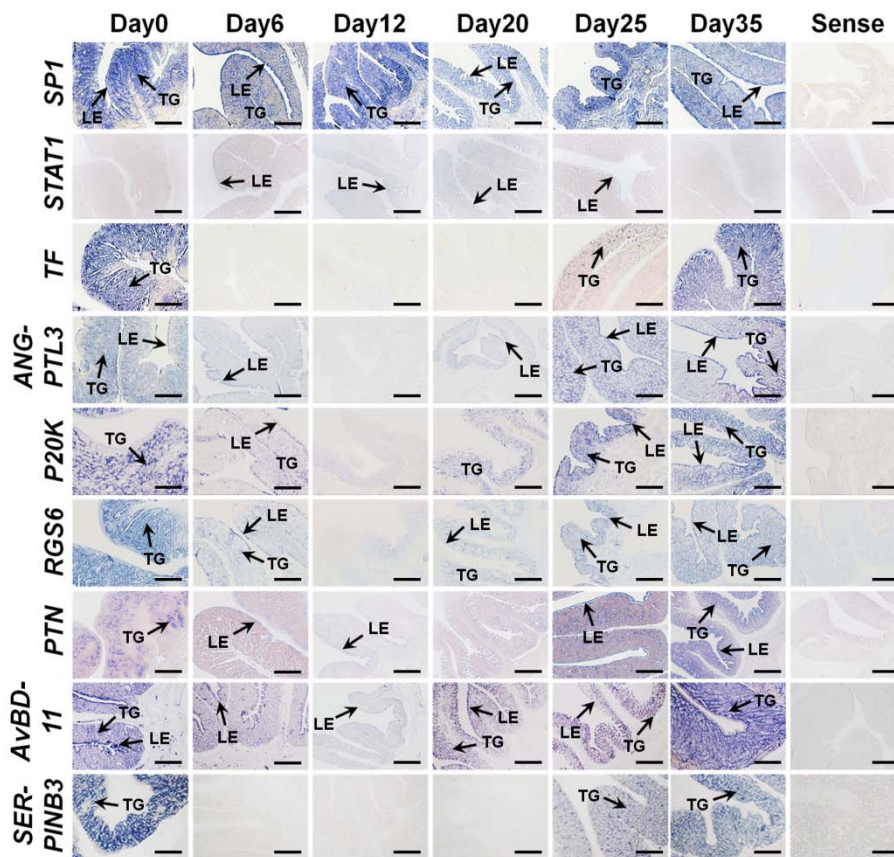 Day0 Day6 Day12 Day20 Day25 Day35 Sense
SP1
LE TG LE TG TG LE TG TG TG LE
STAT1
LE LE LE LE
TF
TG TG TG
ANG-
PTL3
TG LE LE LE LE TG LE TG
P20K
TG LE TG TG TG LE LE TG
RGS6
TG LE TG LE TG LE TG LE TG
PTN
TG LE LE LE TG LE
AvBD-
11
TG LE LE LE LE TG LE TG TG
SER-
PINB3
TG TG TG